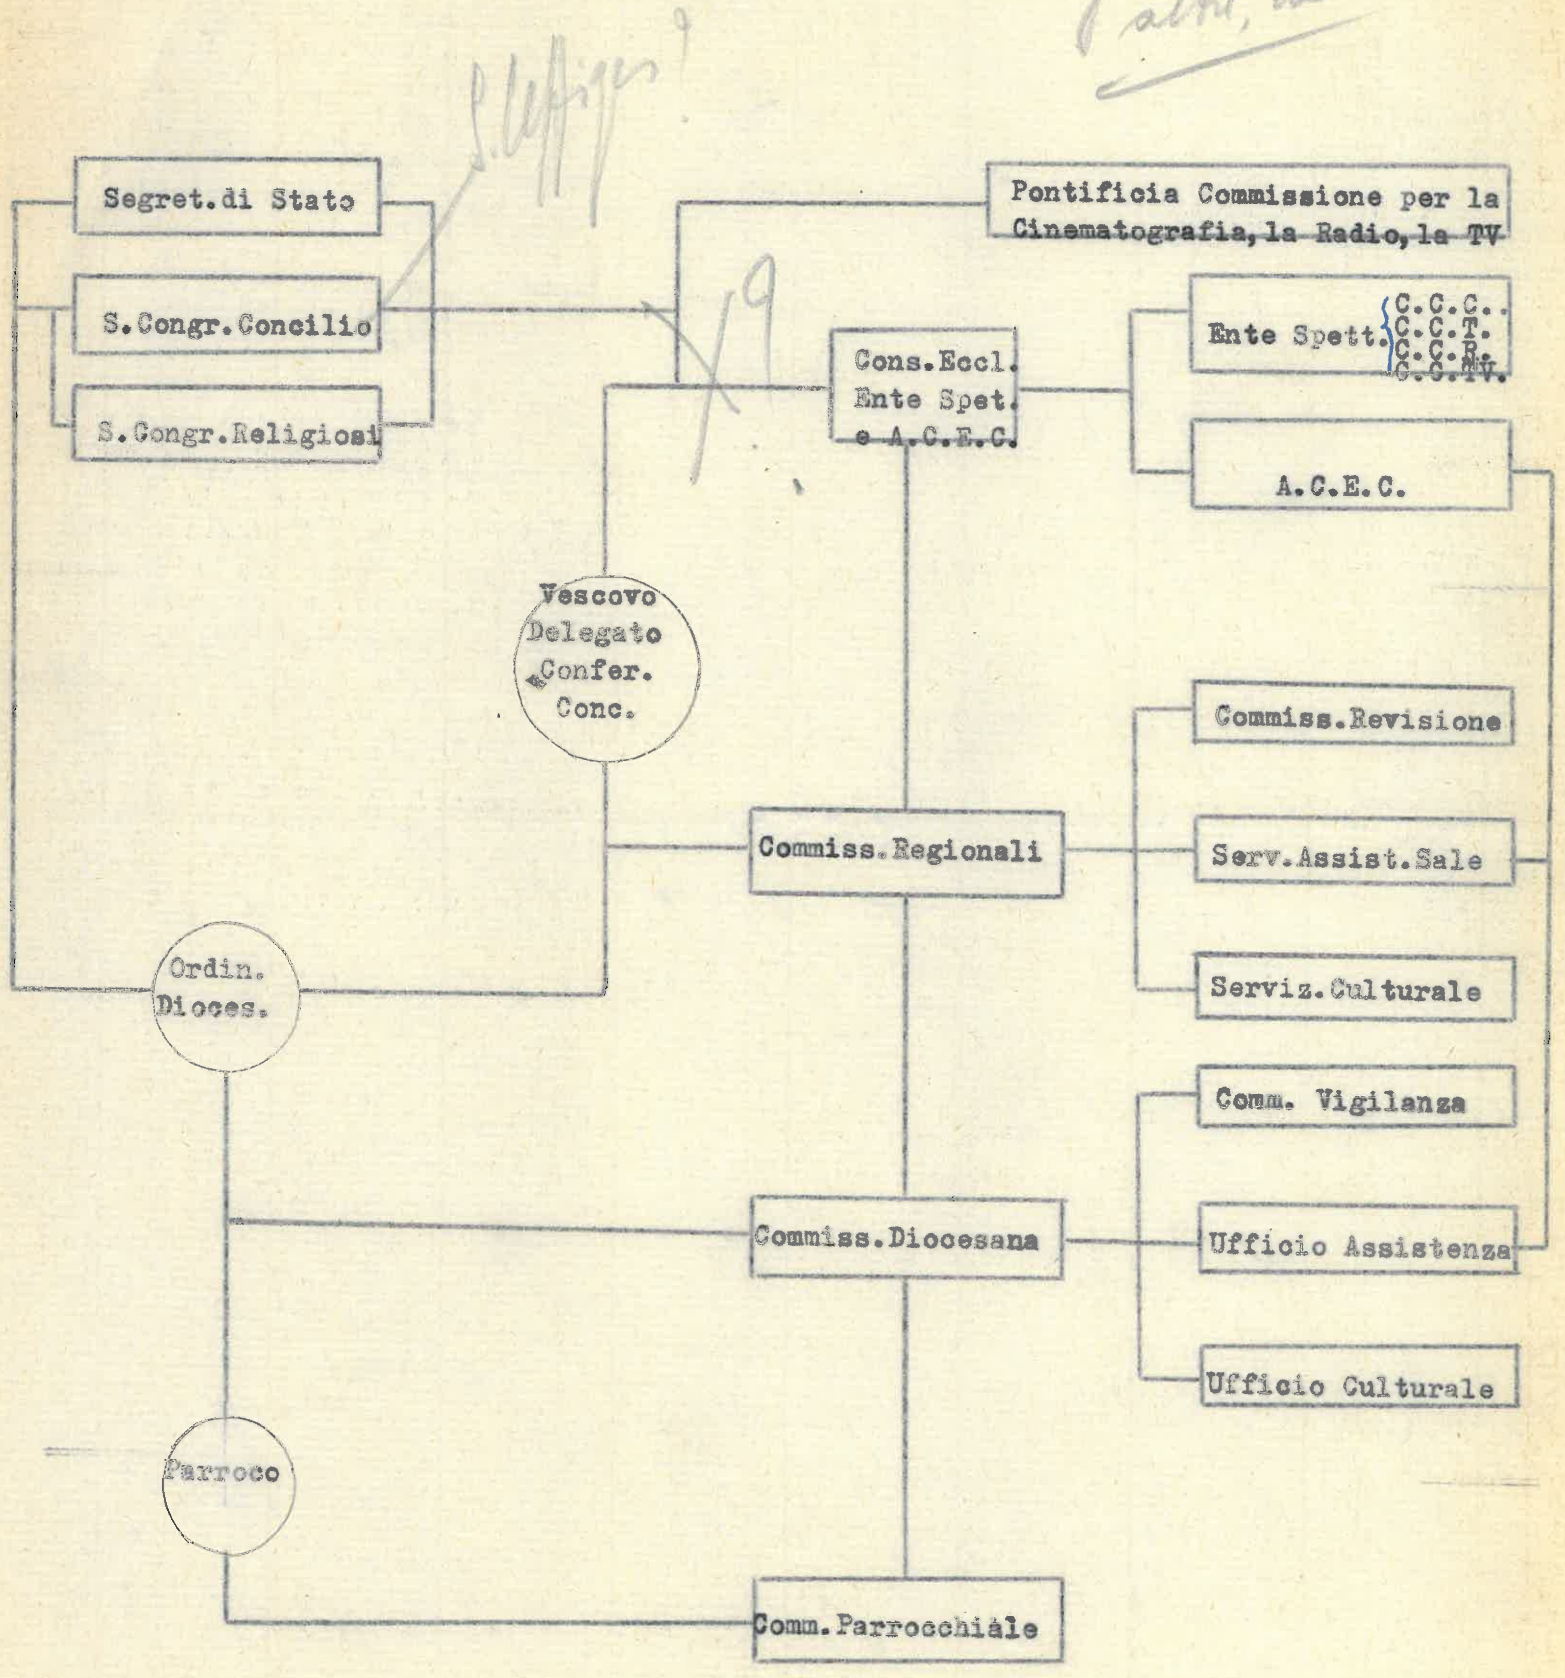 altri,
Segret.di Stato
S.Congr.Concilio
S.Congr.Religiosi
Pontificia Commissione per la
Cinematografia,la Radio,la TV
Cons.Eccl.
Ente Spet.
e A.C.E.C.
Ente Spett.
C.C.C..
C.C.T.
C.C.R.
C.C.TV.
A.C.E.C.
Vescovo
Delegato
Confer.
Conc.
Commiss.Revisione
Commiss.Regionali
Serv.Assist.Sale
Serviz.Culturale
Ordin.
Dioces.
Comm. Vigilanza
Commiss.Diocesana
Ufficio Assistenza
Ufficio Culturale
Parroco
Comm.Parrocchiale